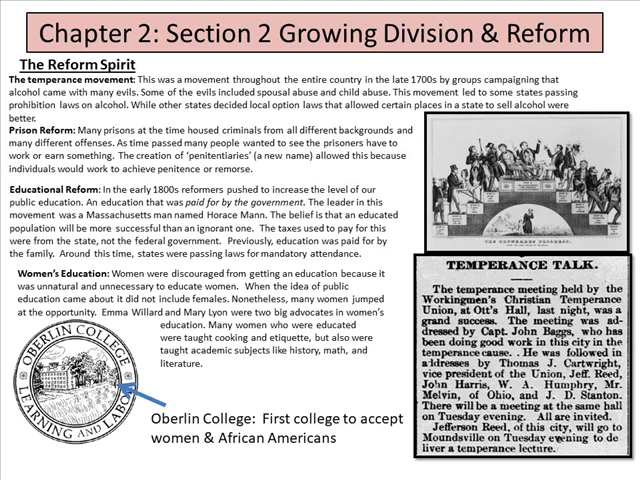 Chapter 2: Section 2 Growing Division & Reform
The Reform Spirit
The temperance movement: This was a movement throughout the entire country in the late 1700s by groups campaigning that
alcohol came with many evils. Some of the evils included spousal abuse and child abuse. This movement led to some states passing
prohibition laws on alcohol. While other states decided local option laws that allowed certain places in a state to sell alcohol were
better.
Prison Reform: Many prisons at the time housed criminals from all different backgrounds and
many different offenses. As time passed many people wanted to see the prisoners have to
work or earn something. The creation of ‘penitentiaries’ (a new name) allowed this because
individuals would work to achieve penitence or remorse.
Educational Reform: In the early 1800s reformers pushed to increase the level of our
public education. An education that was paid for by the government. The leader in this
movement was a Massachusetts man named Horace Mann. The belief is that an educated
population will be more successful than an ignorant one. The taxes used to pay for this
were from the state, not the federal government. Previously, education was paid for by
the family. Around this time, states were passing laws for mandatory attendance.
Women’s Education: Women were discouraged from getting an education because it
was unnatural and unnecessary to educate women. When the idea of public
education came about it did not include females. Nonetheless, many women jumped
at the opportunity. Emma Willard and Mary Lyon were two big advocates in women’s
education. Many women who were educated
were taught cooking and etiquette, but also were
taught academic subjects like history, math, and
literature.
OBERLIN COLLEGE
LEARNING AND LABOR
Oberlin College: First college to accept
women & African Americans
THE DRUNKARDS PROGRESS.
TEMPERANCE TALK.
The temperance meeting held by the
Workingmen's Christian Temperance
Union, at Ott's Hall, last night, was a
grand success. The meeting was ad-
dressed by Capt. John Baggs, who has
been doing good work in this city in the
temperance cause. . He was followed in
addresses by Thomas J. Cartwright,
vice president of the Union, Jeff. Reed,
John Harris, W. A. Humphry, Mr.
Melvin, of Ohio, and J. D. Stanton.
There will be a meeting at the same hall
on Tuesday evening. All are invited.
Jefferson Reed, of this city, will go to
Moundsville on Tuesday evening to de
liver a temperance lecture.